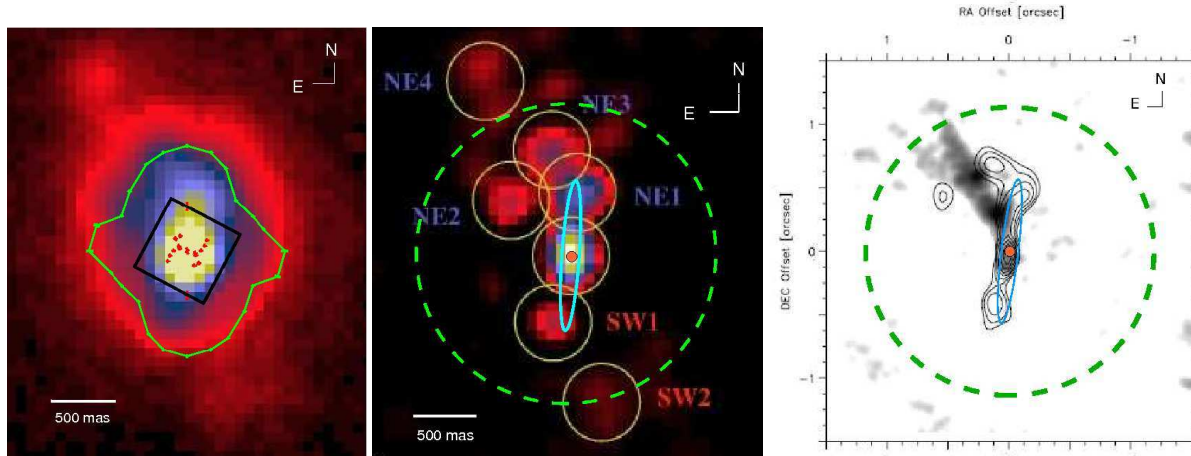 N
E
500 mas
NE4
NE3
N
E
NE2
NE1
SW1
SW2
500 mas
RA Offset [arcsec]
1
0
-1
N
E
DEC Offset [arcsec]
1
0
-1